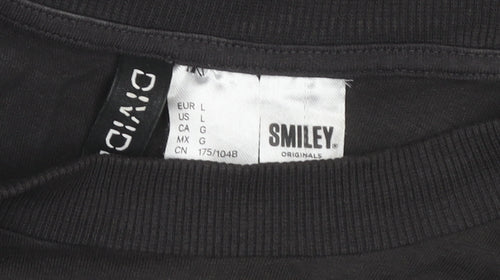 DIVID
EUR L
US L
CA G
MX G
CN 175/104B
SMILEY®
ORIGINALS